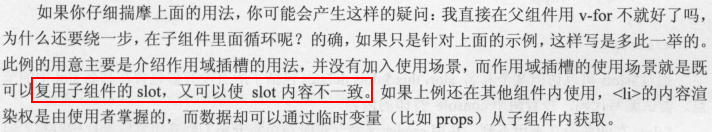 如果你仔细揣摩上面的用法，你可能会产生这样的疑问：我直接在父组件用 v-for 不就好了吗，
为什么还要绕一步，在子组件里面循环呢？的确，如果只是针对上面的示例，这样写是多此一举的。
此例的用意主要是介绍作用域插槽的用法，并没有加入使用场景，而作用域插槽的使用场景就是既
可以复用子组件的 slot，又可以使 slot 内容不一致。如果上例还在其他组件内使用，<li>的内容渲
染权是由使用者掌握的，而数据却可以通过临时变量（比如 props）从子组件内获取。